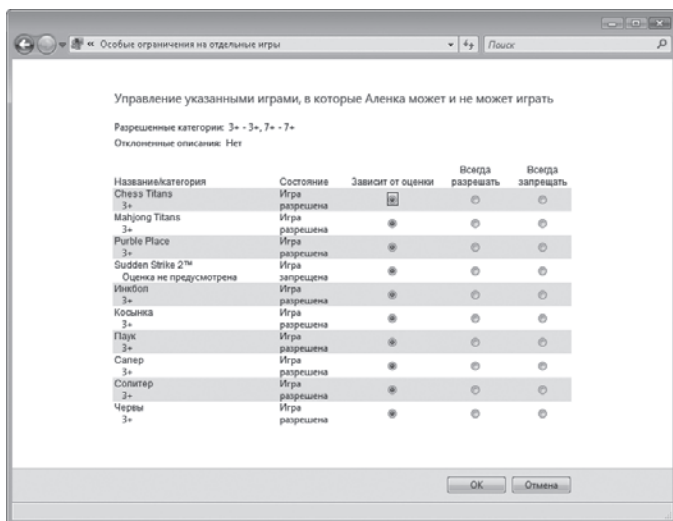 « Особые ограничения на отдельные игры
Поиск
Управление указанными играми, в которые Аленка может и не может играть
Разрешенные категории: 3+ - 3+, 7+ - 7+
Отклоненные описания: Нет
Название/категория Состояние Зависит от оценки Всегда разрешать Всегда запрещать
Chess Titans Игра
3+ разрешена
Mahjong Titans Игра
3+ разрешена
Purble Place Игра
3+ разрешена
Sudden Strike 2™ Игра
Оценка не предусмотрена запрещена
Инкбол Игра
3+ разрешена
Косынка Игра
3+ разрешена
Паук Игра
3+ разрешена
Сапер Игра
3+ разрешена
Солитер Игра
3+ разрешена
Червы Игра
3+ разрешена
OK Отмена